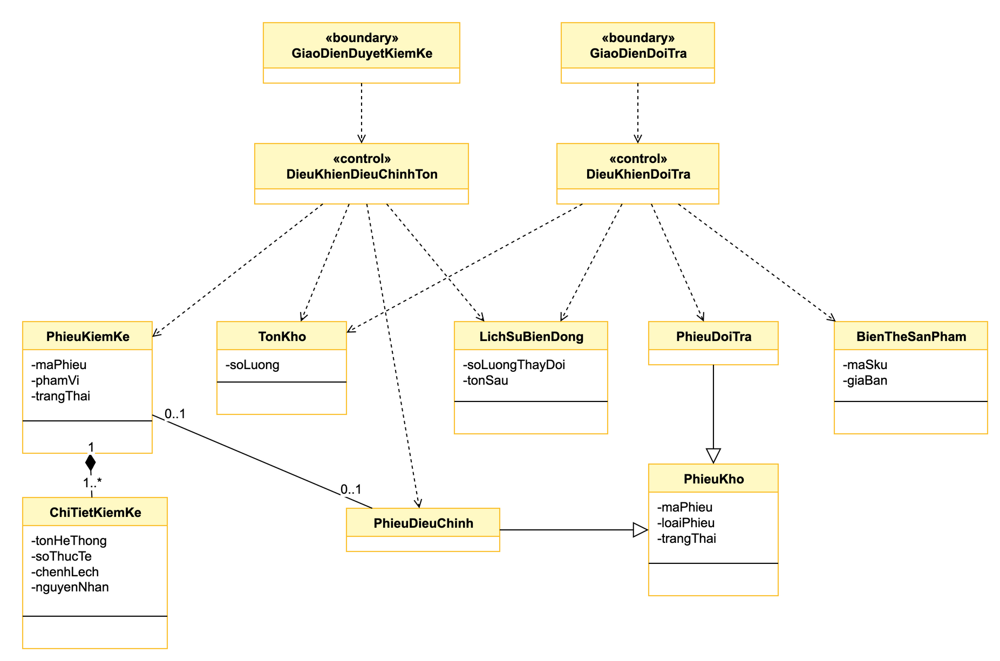 «boundary»
GiaoDienDuyetKiemKe
«boundary»
GiaoDienDoiTra
«control»
DieuKhienDieuChinhTon
«control»
DieuKhienDoiTra
PhieuKiemKe
-maPhieu
-phamVi
-trangThai
TonKho
-soLuong
LichSuBienDong
-soLuongThayDoi
-tonSau
PhieuDoiTra
BienTheSanPham
-maSku
-giaBan
0..1
1
1..*
0..1
ChiTietKiemKe
-tonHeThong
-soThucTe
-chenhLech
-nguyenNhan
PhieuDieuChinh
PhieuKho
-maPhieu
-loaiPhieu
-trangThai